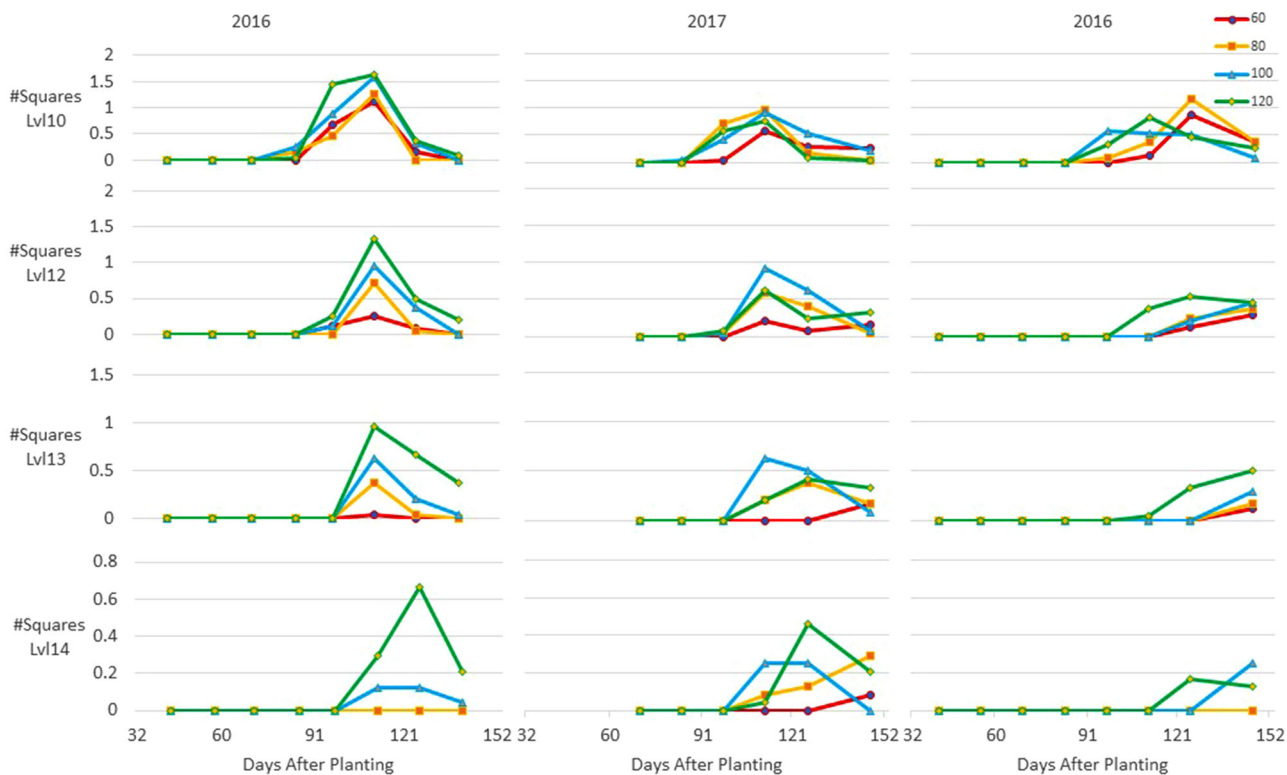 2016
2017
2016
60
80
100
120
#Squares
Lvl10
2
1.5
1
0.5
0
#Squares
Lvl12
2
1.5
1
0.5
0
#Squares
Lvl13
1.5
1
0.5
0
#Squares
Lvl14
0.8
0.6
0.4
0.2
0
32 60 91 121 152
32 60 91 121 152
32 60 91 121 152
Days After Planting
Days After Planting
Days After Planting